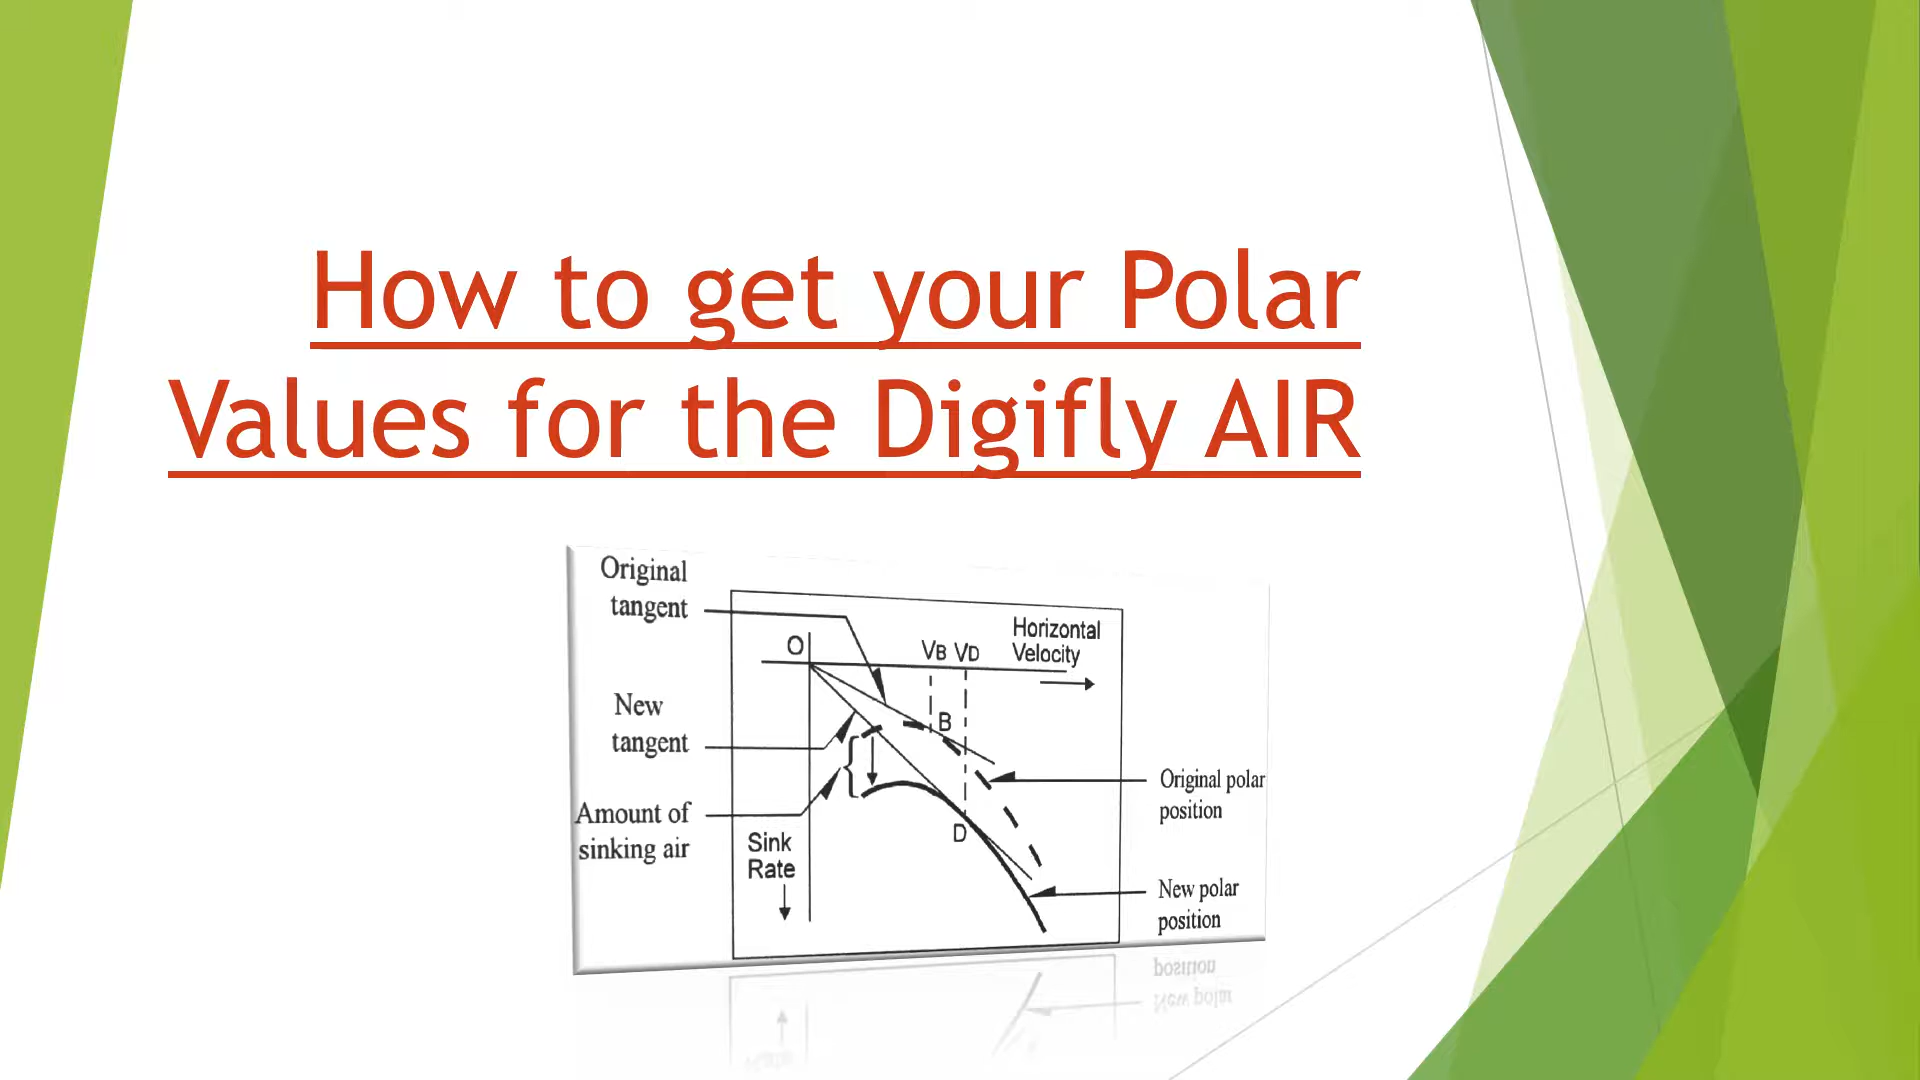 How to get your Polar
Values for the Digifly AIR
Original
tangent
O
VB VD
Horizontal
Velocity
New
tangent
B
Original polar
position
Amount of
sinking air
D
Sink
Rate
New polar
position